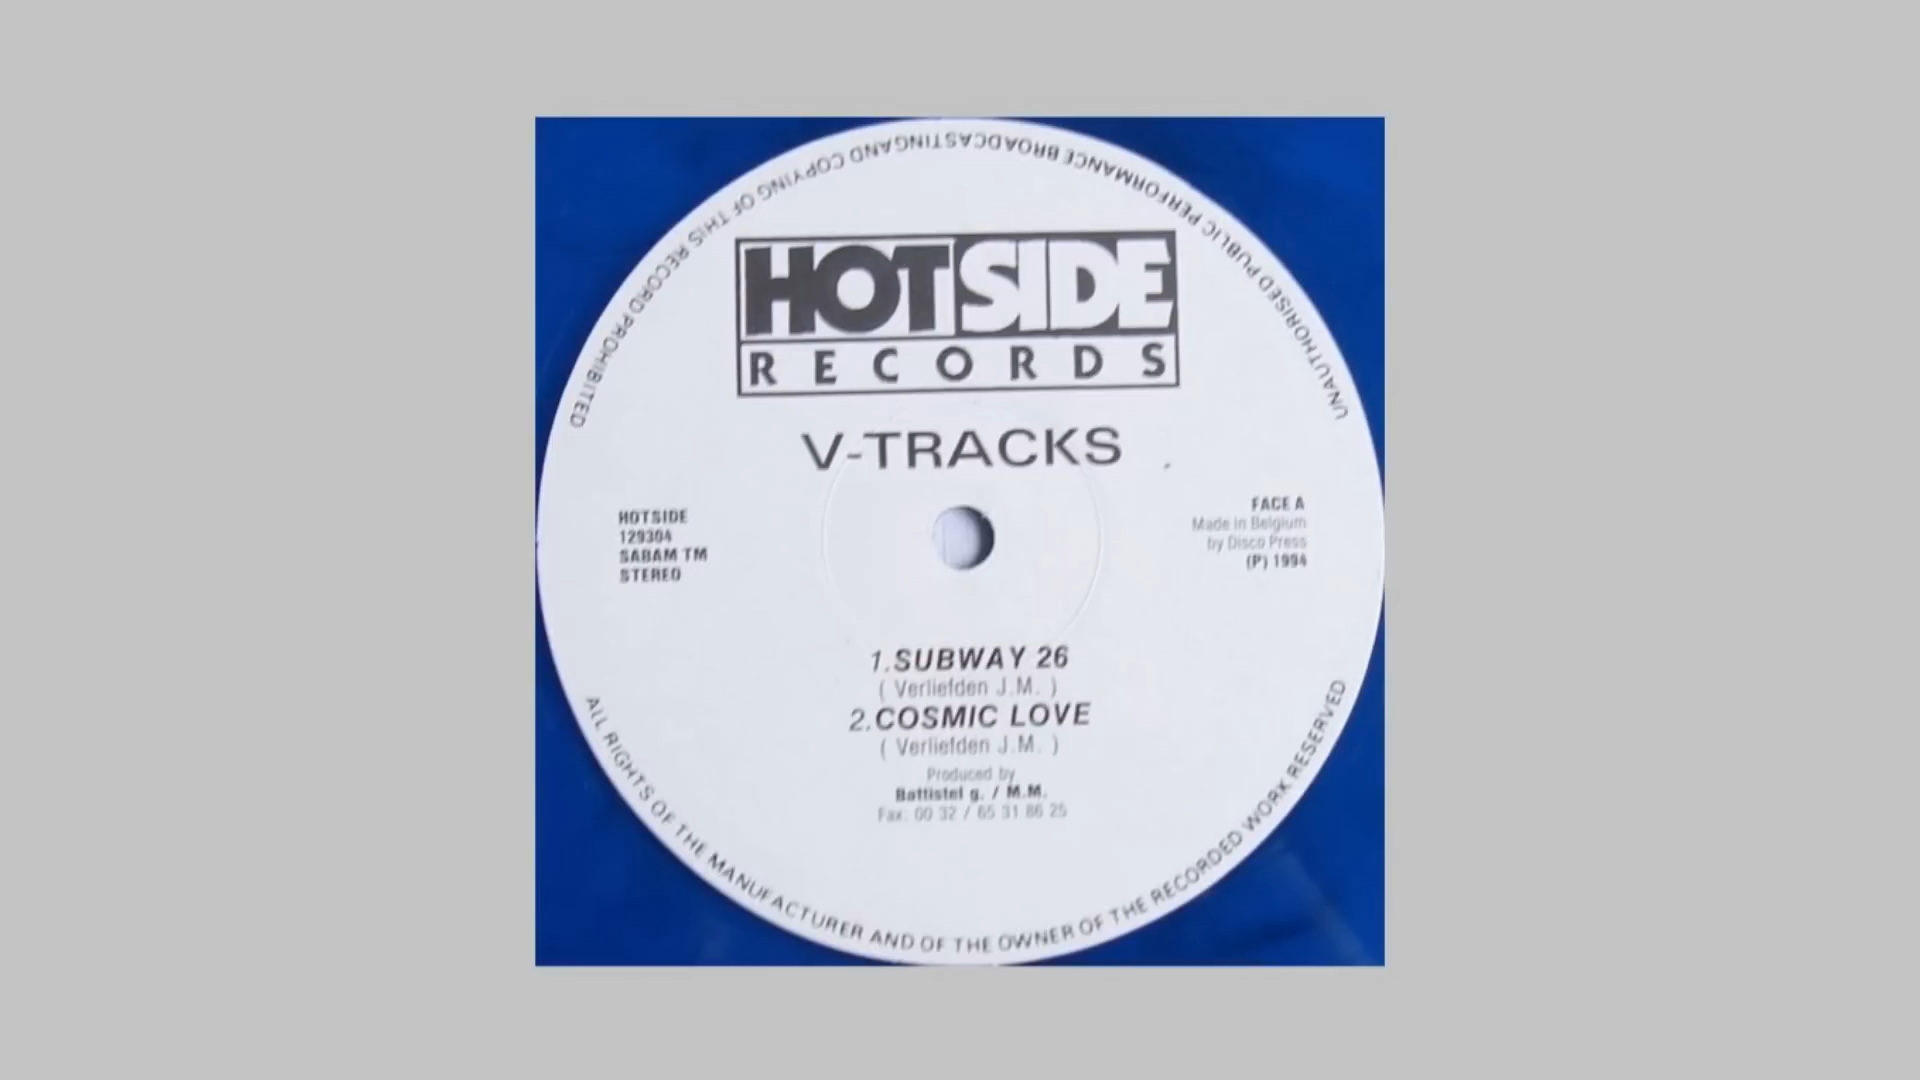 UNAUTHORISED PUBLIC PERFORMANCE BROADCASTING AND COPYING OF THIS RECORD PROHIBITED
HOTSIDE
RECORDS
V-TRACKS
HOTSIDE
129304
SABAM TM
STEREO
FACE A
Made in Belgium
by Disco Press
(P) 1994
1. SUBWAY 26
( Verliefden J.M. )
2. COSMIC LOVE
( Verliefden J.M. )
Produced by
Battistel g. / M.M.
Fax: 00 32 / 65 31 86 25
ALL RIGHTS OF THE MANUFACTURER AND OF THE OWNER OF THE RECORDED WORK RESERVED